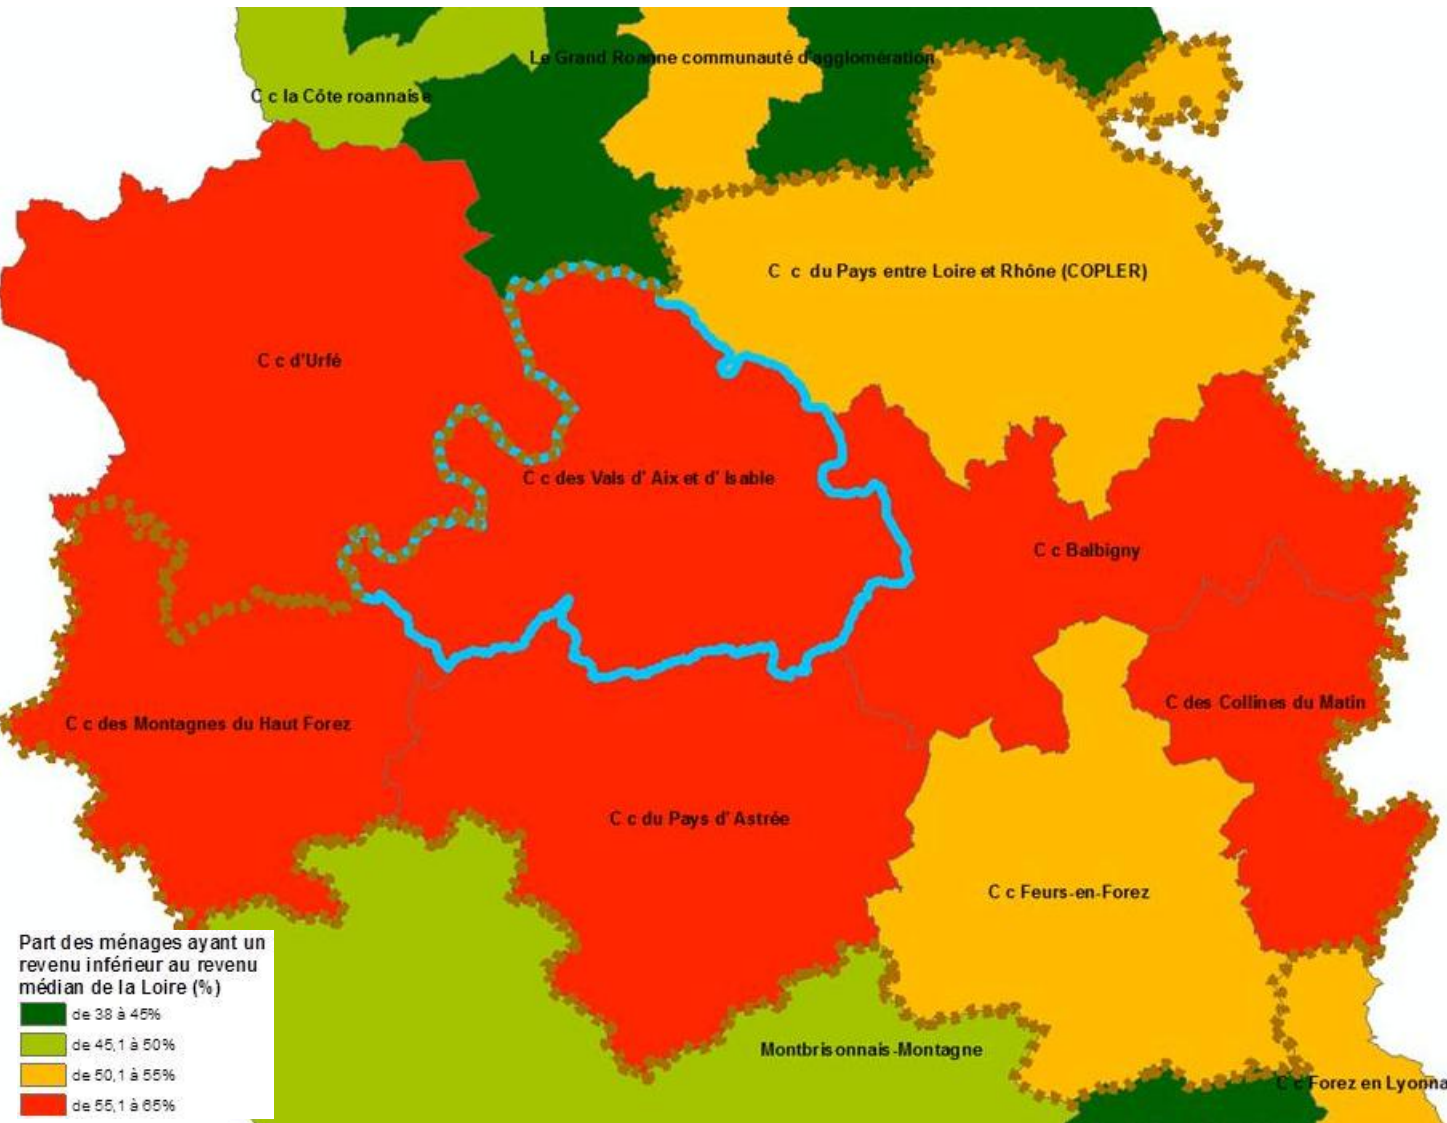 Le Grand Roanne communauté d'agglomération
C c la Côte roannaise
C c du Pays entre Loire et Rhône (COPLER)
C c d'Urfé
C c des Vals d' Aix et d' Isable
C c Balbigny
C des Collines du Matin
C c des Montagnes du Haut Forez
C c du Pays d' Astrée
C c Feurs-en-Forez
Part des ménages ayant un
revenu inférieur au revenu
médian de la Loire (%)
de 38 à 45%
de 45,1 à 50%
de 50,1 à 55%
de 55,1 à 65%
Montbrisonnais-Montagne
C c Forez en Lyonna